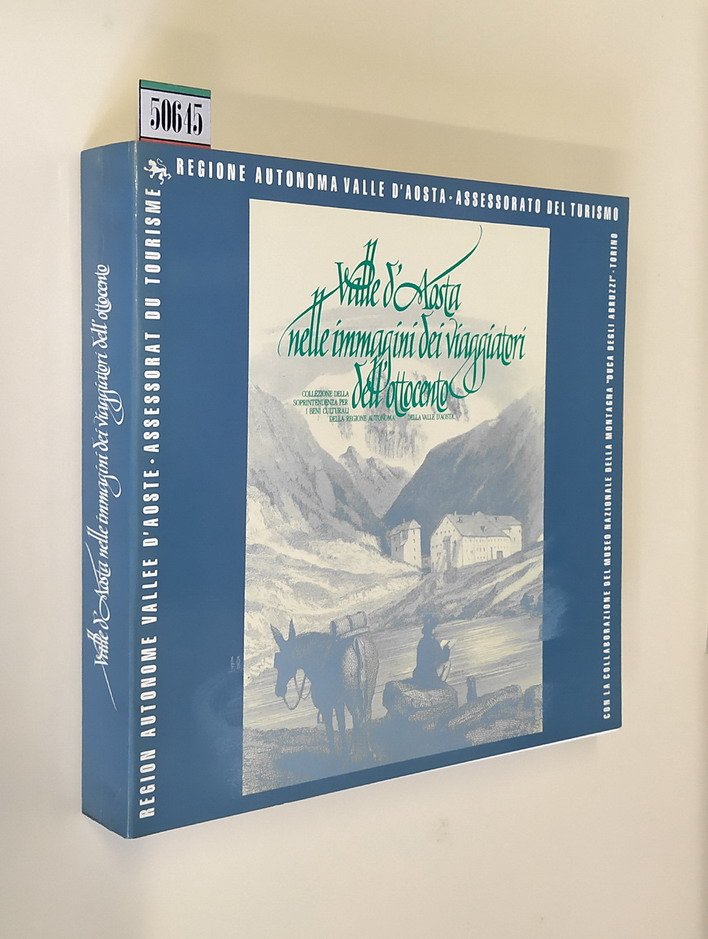 50645
REGIONE AUTONOMA VALLE D'AOSTA • ASSESSORATO DEL TURISMO
REGION AUTONOME VALLEE D'AOSTE • ASSESSORAT DU TOURISME
Valle d'Aosta
nelle immagini dei viaggiatori
dell'ottocento
COLLEZIONE DELLA
SOPRINTENDENZA PER
I BENI CULTURALI
DELLA REGIONE AUTONOMA DELLA VALLE D'AOSTA
CON LA COLLABORAZIONE DEL MUSEO NAZIONALE DELLA MONTAGNA "DUCA DEGLI ABRUZZI" - TORINO
Valle d'Aosta nelle immagini dei viaggiatori dell'ottocento